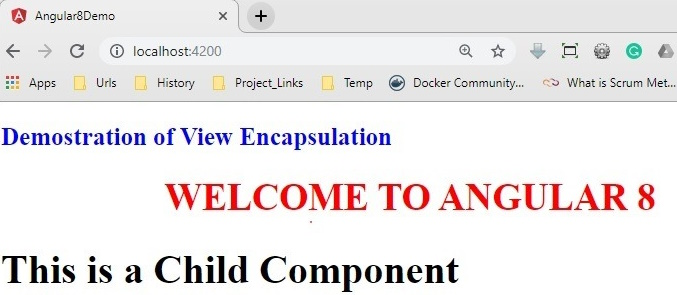 Angular8Demo
localhost:4200
Apps Urls History Project_Links Temp Docker Community... What is Scrum Met...
Demostration of View Encapsulation
WELCOME TO ANGULAR 8
This is a Child Component